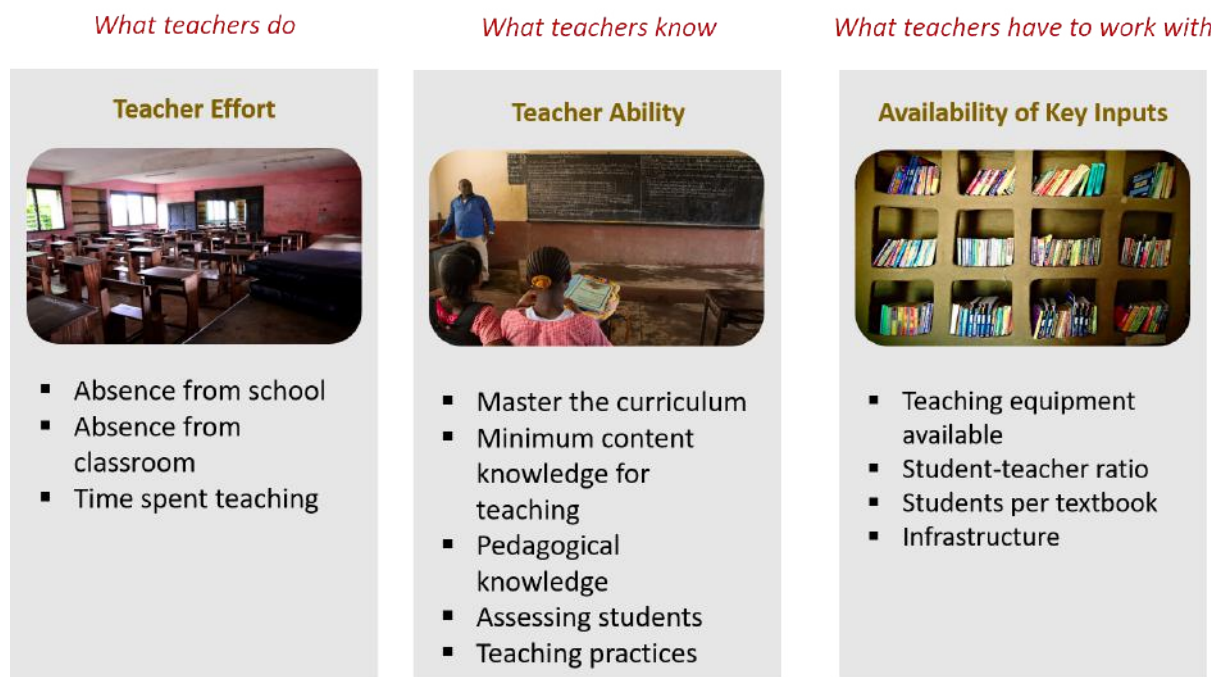 What teachers do
Teacher Effort
▪ Absence from school
▪ Absence from
classroom
▪ Time spent teaching
What teachers know
Teacher Ability
▪ Master the curriculum
▪ Minimum content
knowledge for
teaching
▪ Pedagogical
knowledge
▪ Assessing students
▪ Teaching practices
What teachers have to work with
Availability of Key Inputs
▪ Teaching equipment
available
▪ Student-teacher ratio
▪ Students per textbook
▪ Infrastructure